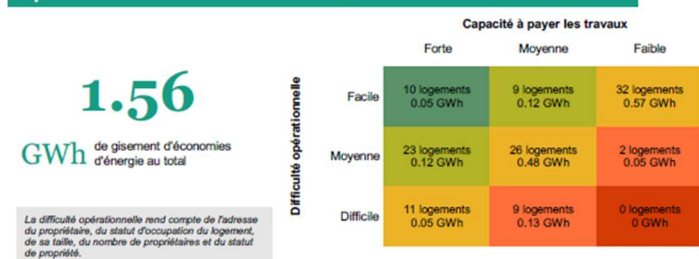 Capacité à payer les travaux
Forte Moyenne Faible
1.56
GWh de gisement d'économies
d'énergie au total
Difficulté opérationnelle
Facile
10 logements 9 logements 32 logements
0.05 GWh 0.12 GWh 0.57 GWh
Moyenne
23 logements 26 logements 2 logements
0.12 GWh 0.48 GWh 0.05 GWh
Difficile
11 logements 9 logements 0 logements
0.05 GWh 0.13 GWh 0 GWh
La difficulté opérationnelle rend compte de l'adresse
du propriétaire, du statut d'occupation du logement,
de sa taille, du nombre de propriétaires et du statut
de propriété.